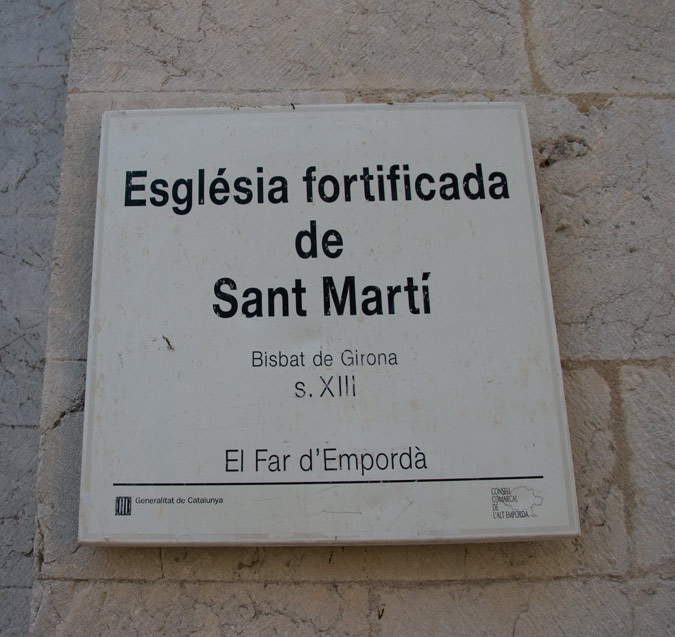 Església fortificada
de
Sant Martí
Bisbat de Girona
s. XIII
El Far d'Empordà
Generalitat de Catalunya
CONSELL
COMARCAL
DE
L'ALT EMPORDÀ